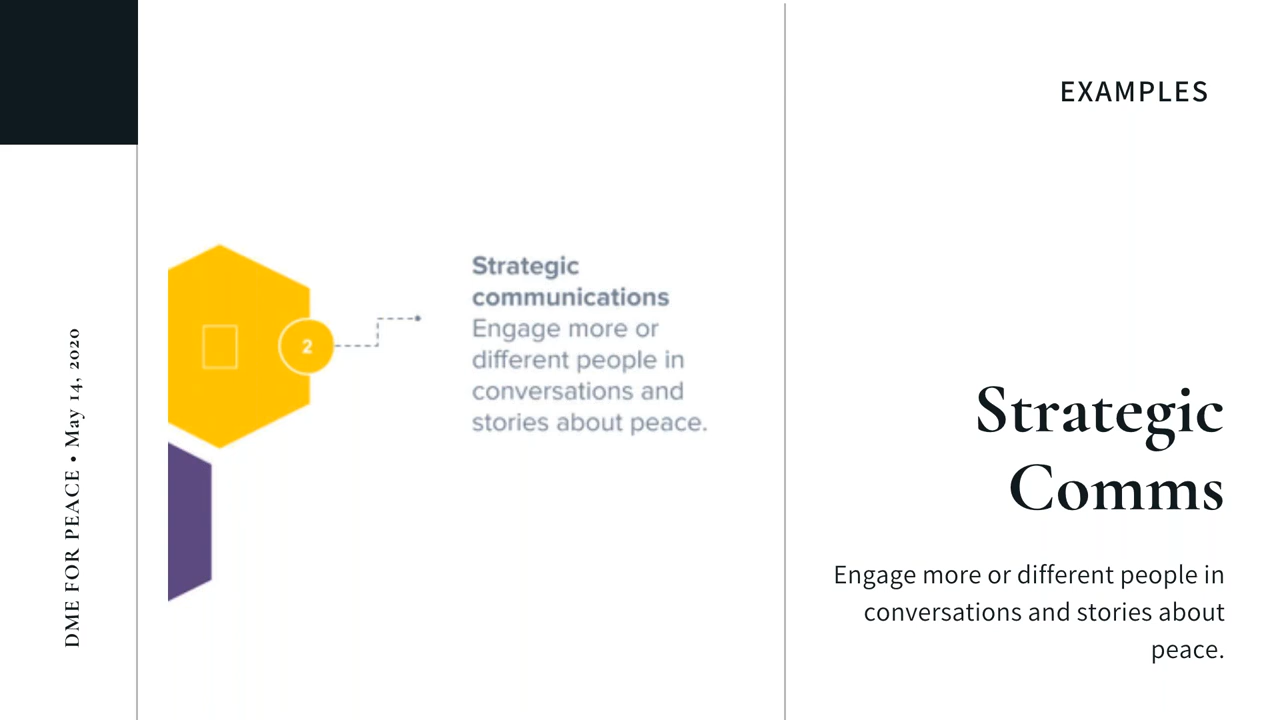 DME FOR PEACE • May 14, 2020
2
Strategic
communications
Engage more or
different people in
conversations and
stories about peace.
EXAMPLES
Strategic
Comms
Engage more or different people in
conversations and stories about
peace.